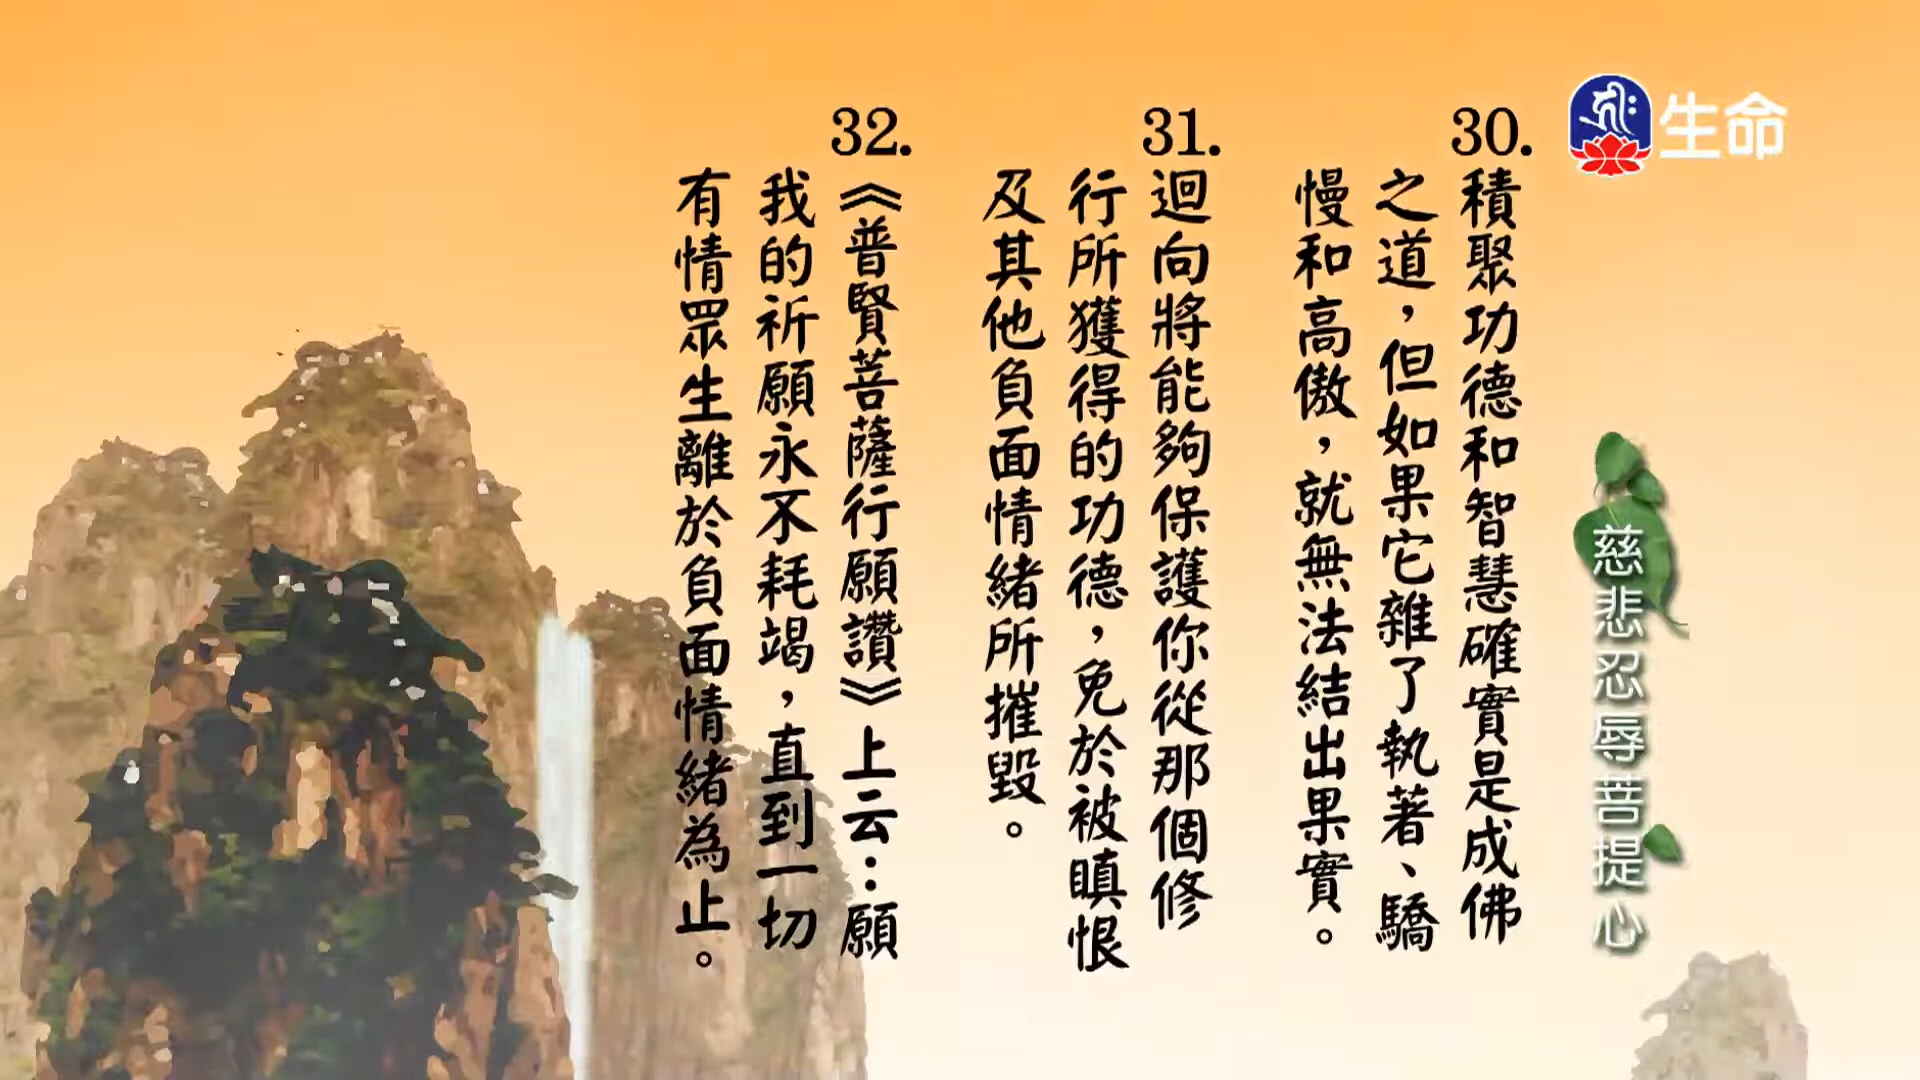 生命
慈悲忍辱菩提心
30.
積聚功德和智慧確實是成佛
之道，但如果它雜了執著、驕
慢和高傲，就無法結出果實。
31.
迴向將能夠保護你從那個修
行所獲得的功德，免於被瞋恨
及其他負面情緒所摧毀。
32.
《普賢菩薩行願讚》上云：願
我的祈願永不耗竭，直到一切
有情眾生離於負面情緒為止。